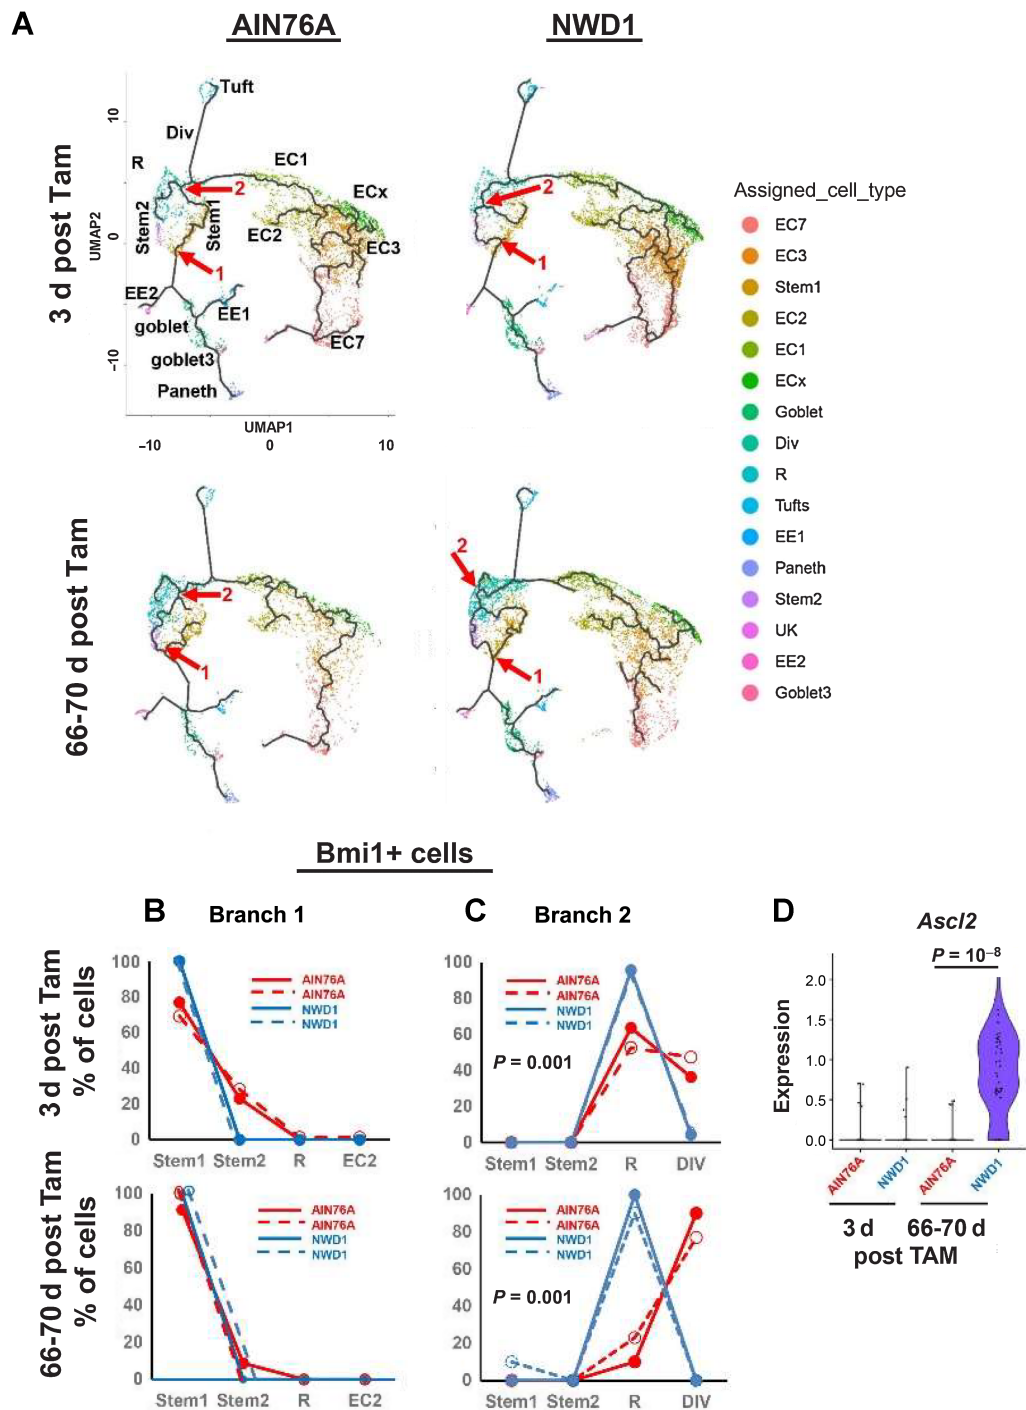 A
AIN76A
NWD1
3 d post Tam
Tuft
Div
R
2
EC1
ECx
Stem2
Stem1
EC2
EC3
1
EE2
EE1
goblet
EC7
goblet3
Paneth
UMAP2
10
0
−10
UMAP1
−10
0
10
2
1
Assigned_cell_type
EC7
EC3
Stem1
EC2
EC1
ECx
Goblet
Div
R
Tufts
EE1
Paneth
Stem2
UK
EE2
Goblet3
66-70 d post Tam
2
1
2
1
Bmi1+ cells
B
Branch 1
3 d post Tam
% of cells
100
80
60
40
20
0
AIN76A
AIN76A
NWD1
NWD1
Stem1 Stem2 R EC2
66-70 d post Tam
% of cells
100
80
60
40
20
0
AIN76A
AIN76A
NWD1
NWD1
Stem1 Stem2 R EC2
C
Branch 2
100
80
60
40
20
0
AIN76A
AIN76A
NWD1
NWD1
P = 0.001
Stem1 Stem2 R DIV
100
80
60
40
20
0
AIN76A
AIN76A
NWD1
NWD1
P = 0.001
Stem1 Stem2 R DIV
D
Ascl2
P = 10⁻⁸
Expression
2.0
1.5
1.0
0.5
0.0
AIN76A NWD1 AIN76A NWD1
3 d 66-70 d
post TAM